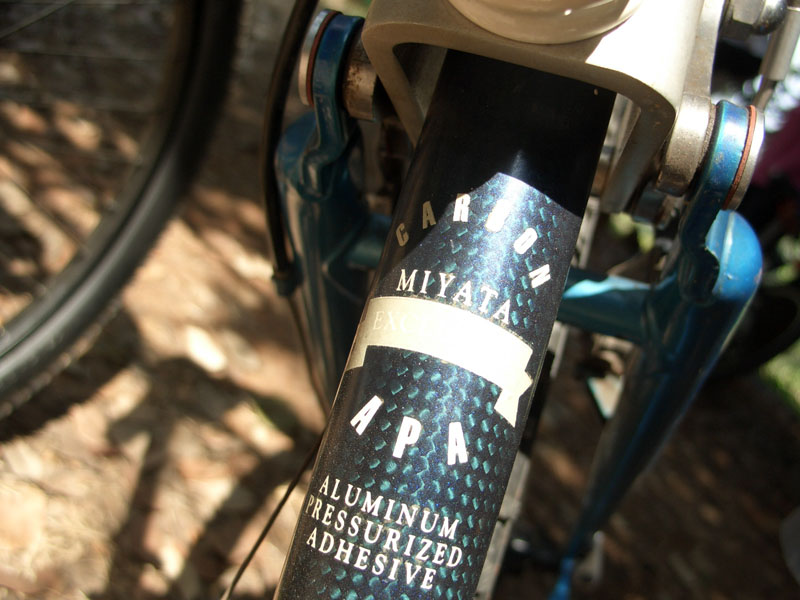 CARBON
MIYATA
APA
ALUMINUM
PRESSURIZED
ADHESIVE